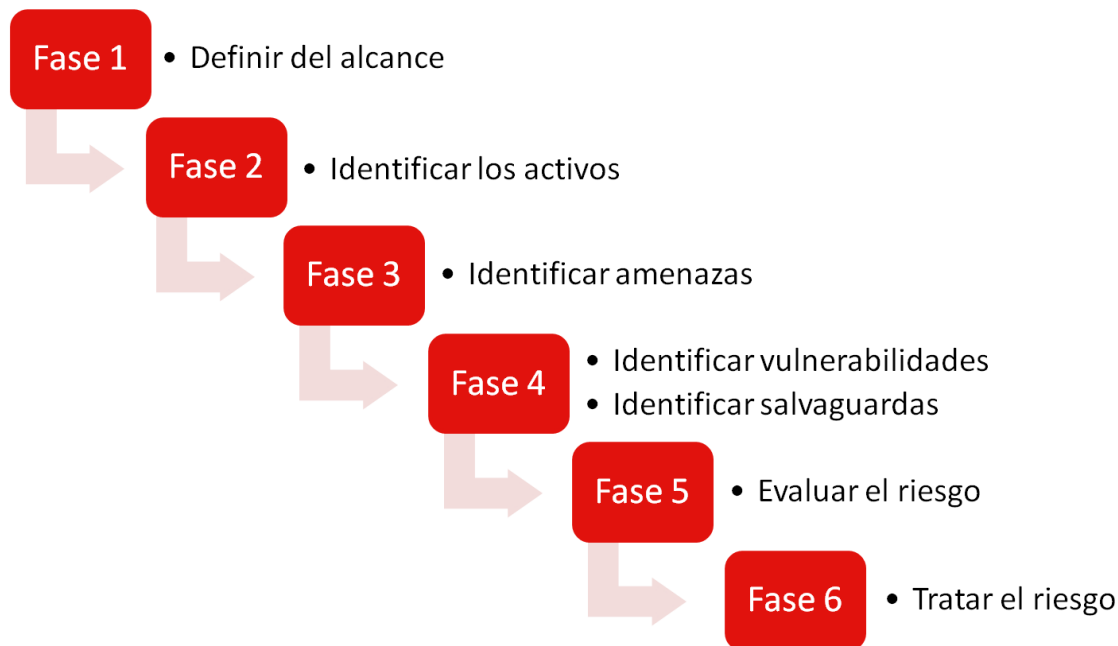 Fase 1
• Definir del alcance
Fase 2
• Identificar los activos
Fase 3
• Identificar amenazas
Fase 4
• Identificar vulnerabilidades
• Identificar salvaguardas
Fase 5
• Evaluar el riesgo
Fase 6
• Tratar el riesgo